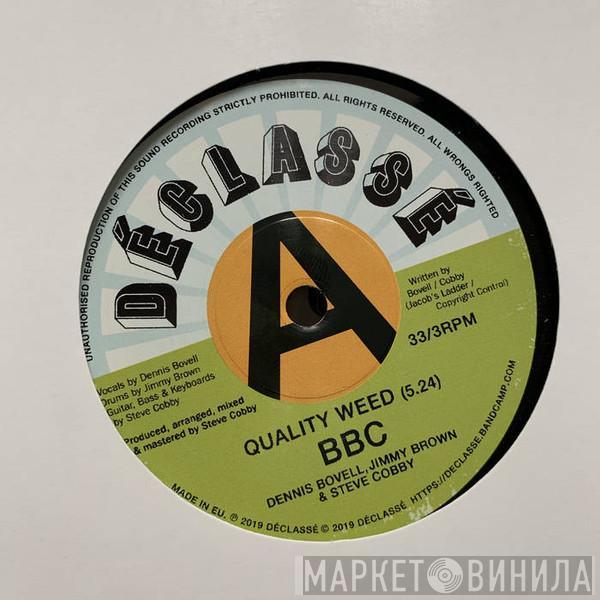 UNAUTHORISED REPRODUCTION OF THIS SOUND RECORDING STRICTLY PROHIBITED. ALL RIGHTS RESERVED. ALL WRONGS RIGHTED
DÉCLASSÉ
A
Written by
Bovell / Cobby
(Jacob's Ladder /
Copyright Control)
33/3RPM
Vocals by Dennis Bovell
Drums by Jimmy Brown
Guitar, Bass & Keyboards
by Steve Cobby
Produced, arranged, mixed
& mastered by Steve Cobby
QUALITY WEED (5.24)
BBC
DENNIS BOVELL, JIMMY BROWN
& STEVE COBBY
MADE IN EU. ℗ 2019 DÉCLASSÉ © 2019 DÉCLASSÉ HTTPS://DECLASSE.BANDCAMP.COM
МАРКЕТ ВИНИЛА